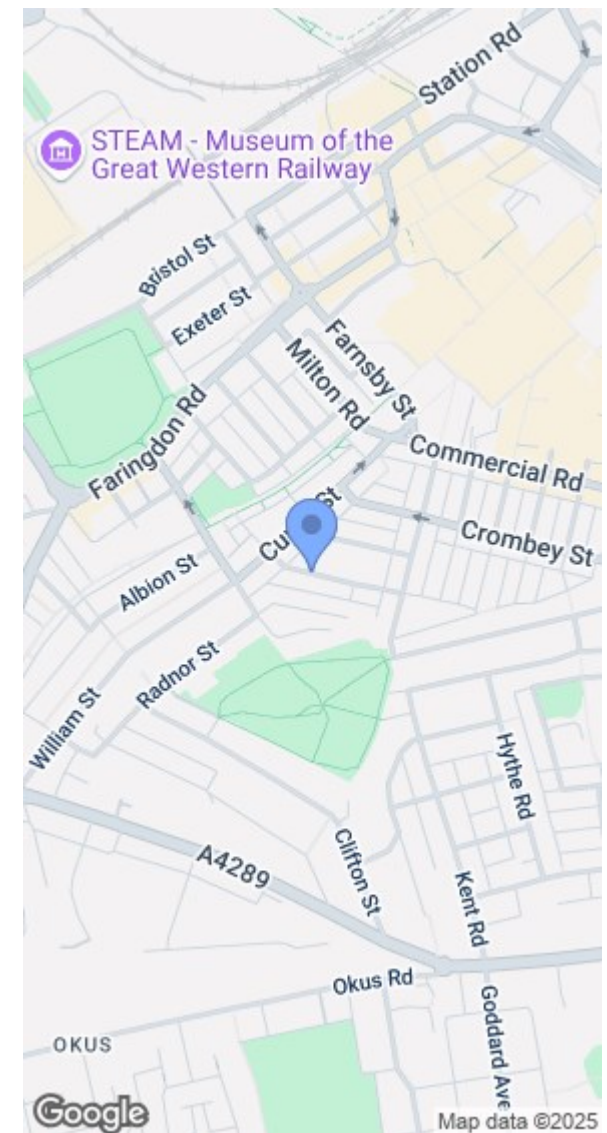 Station Rd
STEAM - Museum of the
Great Western Railway
Bristol St
Exeter St
Farnsby St
Milton Rd
Faringdon Rd
Commercial Rd
Crombey St
Albion St
Radnor St
William St
Hythe Rd
Clifton St
A4289
Kent Rd
Okus Rd
Goddard Ave
OKUS
Google
Map data ©2025